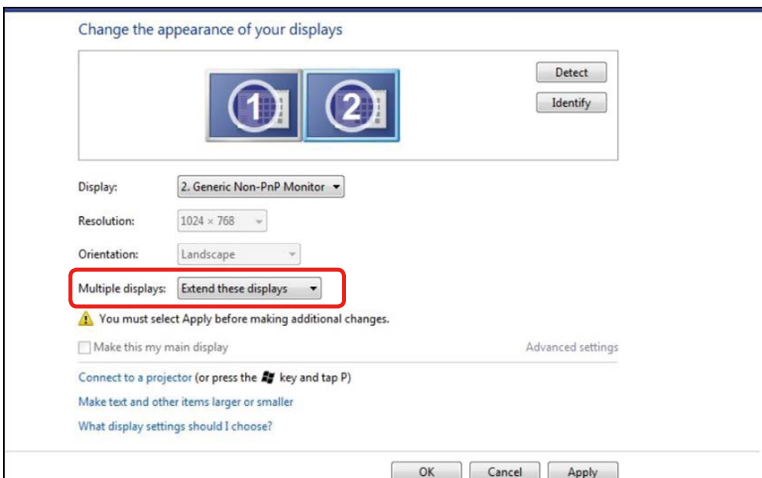 Change the appearance of your displays
1 2
Detect
Identify
Display: 2. Generic Non-PnP Monitor
Resolution: 1024 × 768
Orientation: Landscape
Multiple displays: Extend these displays
You must select Apply before making additional changes.
Make this my main display Advanced settings
Connect to a projector (or press the key and tap P)
Make text and other items larger or smaller
What display settings should I choose?
OK Cancel Apply